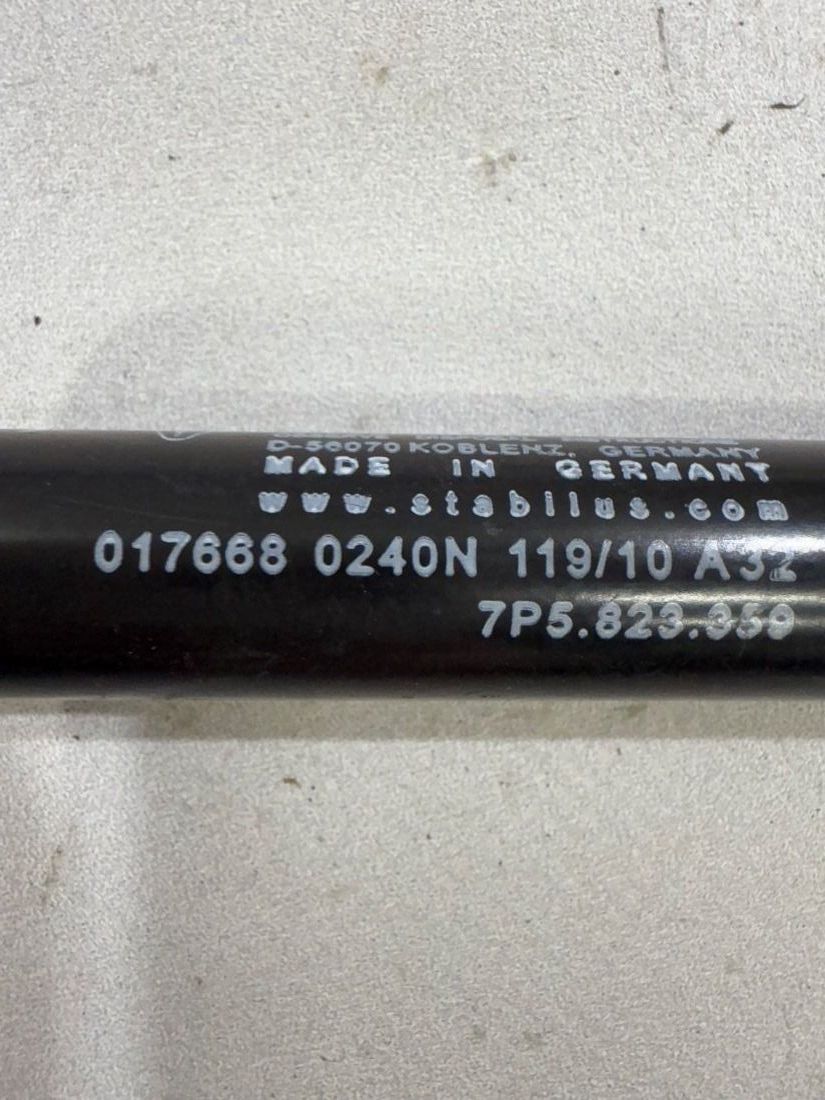 D-56070 KOBLENZ, GERMANY
MADE IN GERMANY
www.stabilus.com
017668 0240N 119/10 A32
7P5.823.359